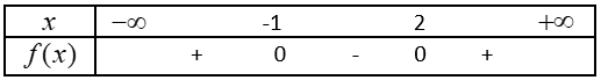 x −∞ -1 2 +∞
f(x) + 0 - 0 +